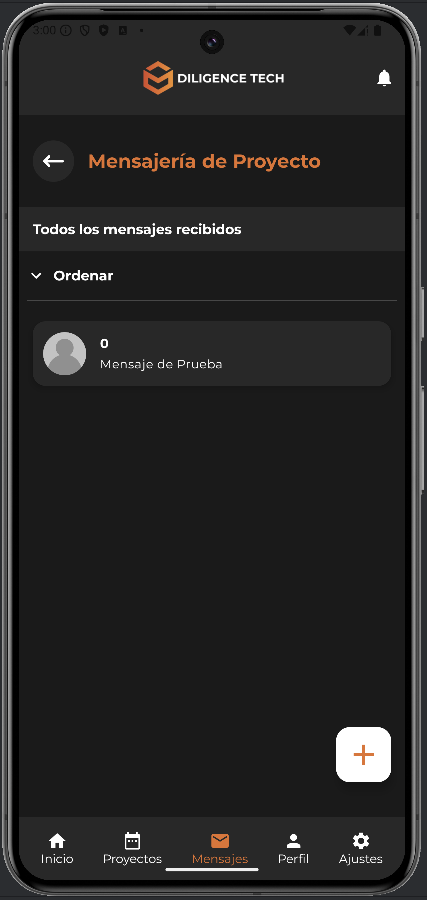 3:00
DILIGENCE TECH
Mensajería de Proyecto
Todos los mensajes recibidos
Ordenar
0
Mensaje de Prueba
Inicio
Proyectos
Mensajes
Perfil
Ajustes